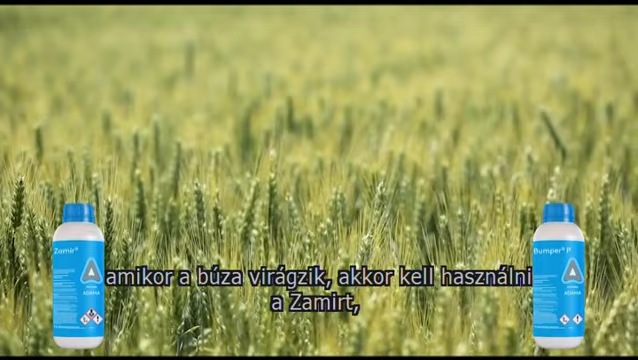 Zamir®
ADAMA
Bumper®
ADAMA
amikor a búza virágzik, akkor kell használni
a Zamirt,